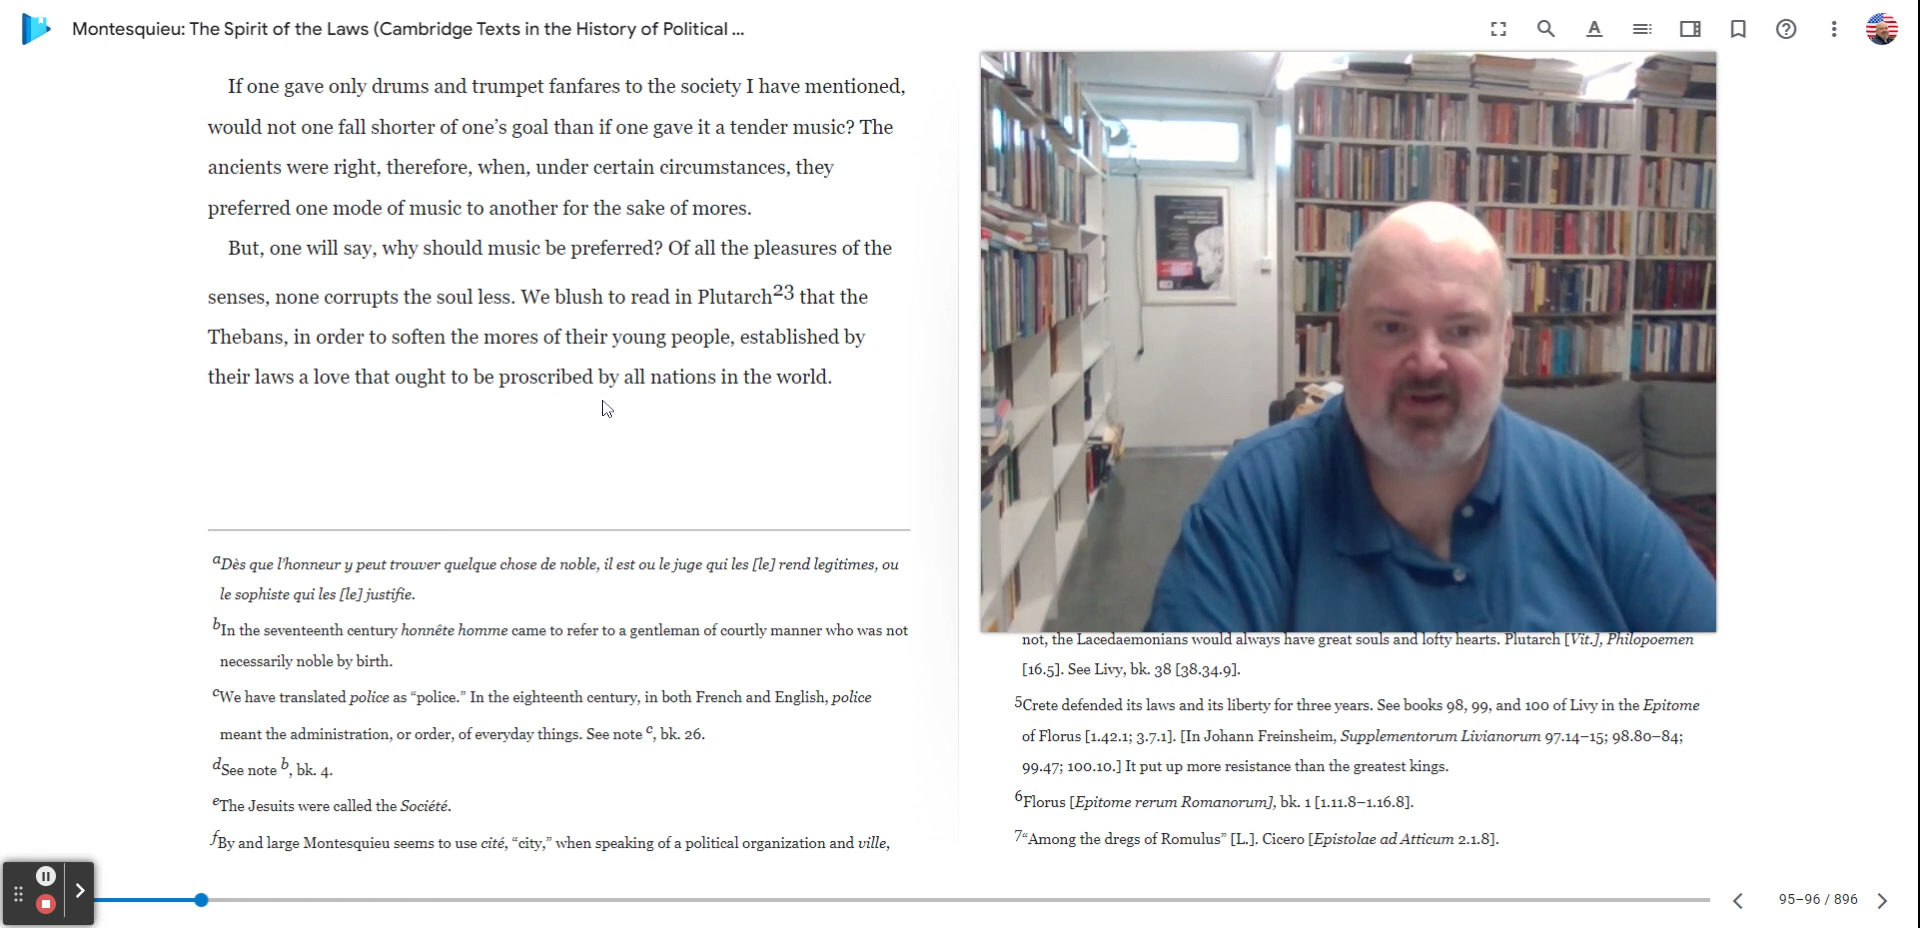 Montesquieu: The Spirit of the Laws (Cambridge Texts in the History of Political ...
If one gave only drums and trumpet fanfares to the society I have mentioned,
would not one fall shorter of one’s goal than if one gave it a tender music? The
ancients were right, therefore, when, under certain circumstances, they
preferred one mode of music to another for the sake of mores.
But, one will say, why should music be preferred? Of all the pleasures of the
senses, none corrupts the soul less. We blush to read in Plutarch23 that the
Thebans, in order to soften the mores of their young people, established by
their laws a love that ought to be proscribed by all nations in the world.
aDès que l’honneur y peut trouver quelque chose de noble, il est ou le juge qui les [le] rend legitimes, ou
le sophiste qui les [le] justifie.
bIn the seventeenth century honnête homme came to refer to a gentleman of courtly manner who was not
necessarily noble by birth.
cWe have translated police as “police.” In the eighteenth century, in both French and English, police
meant the administration, or order, of everyday things. See note c, bk. 26.
dSee note b, bk. 4.
eThe Jesuits were called the Société.
fBy and large Montesquieu seems to use cité, “city,” when speaking of a political organization and ville,
not, the Lacedaemonians would always have great souls and lofty hearts. Plutarch [Vit.], Philopoemen
[16.5]. See Livy, bk. 38 [38.34.9].
5Crete defended its laws and its liberty for three years. See books 98, 99, and 100 of Livy in the Epitome
of Florus [1.42.1; 3.7.1]. [In Johann Freinsheim, Supplementorum Livianorum 97.14–15; 98.80–84;
99.47; 100.10.] It put up more resistance than the greatest kings.
6Florus [Epitome rerum Romanorum], bk. 1 [1.11.8–1.16.8].
7“Among the dregs of Romulus” [L.]. Cicero [Epistolae ad Atticum 2.1.8].
95–96 / 896